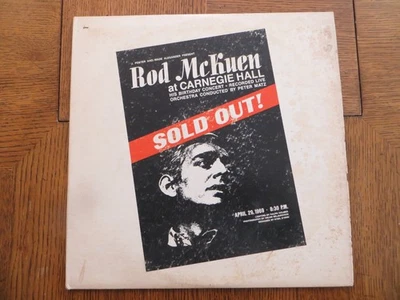 Rod McKuen
at CARNEGIE HALL
HIS BIRTHDAY CONCERT • RECORDED LIVE
ORCHESTRA CONDUCTED BY PETER MATZ
SOLD OUT!
APRIL 29, 1969 • 8:30 P.M.